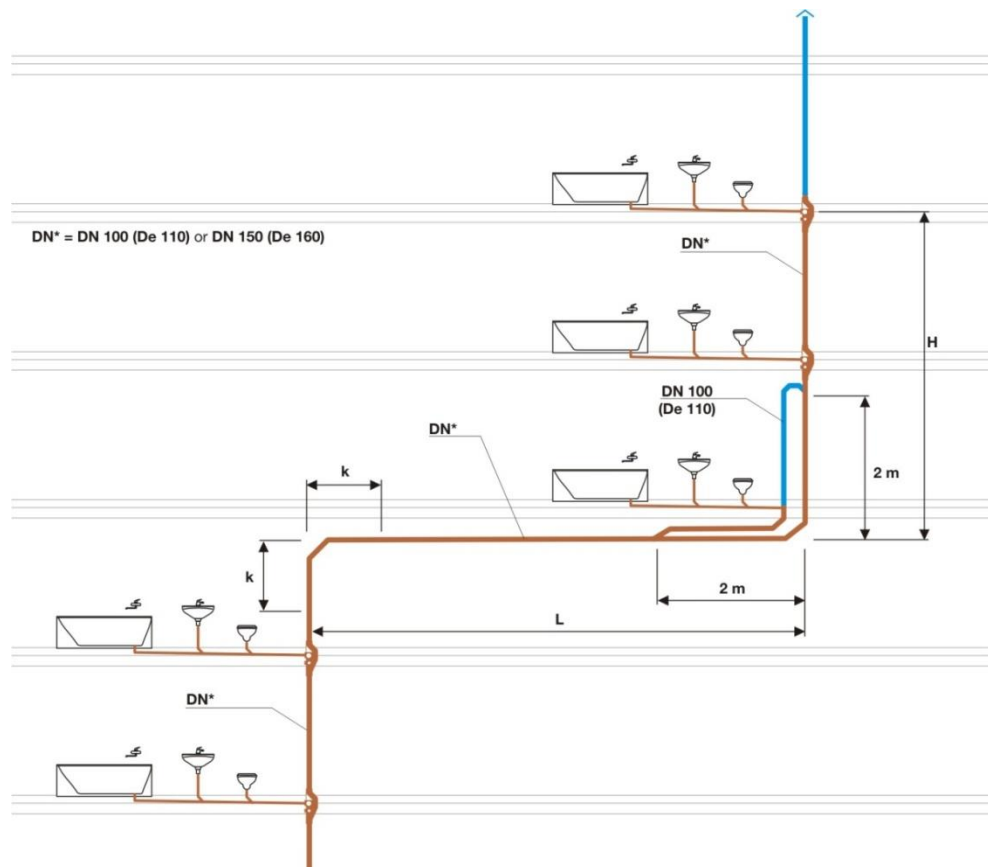 DN* = DN 100 (De 110) or DN 150 (De 160)
DN*
H
DN 100
(De 110)
DN*
k
2 m
k
2 m
L
DN*